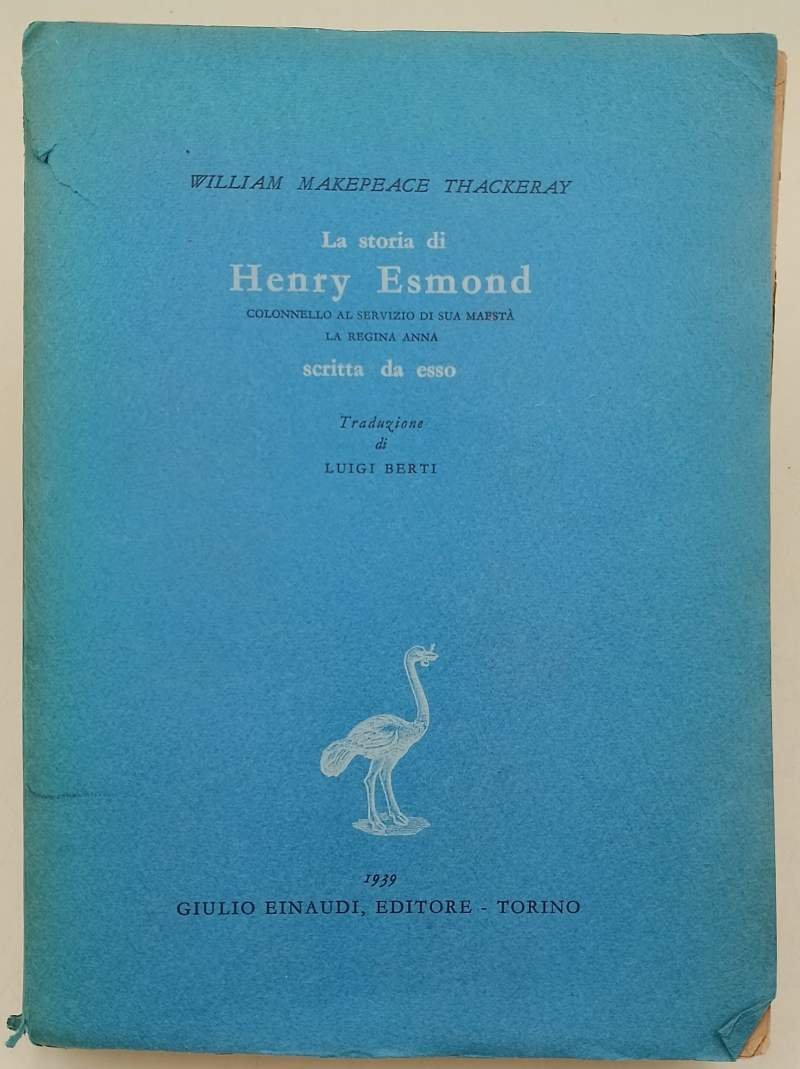 WILLIAM MAKEPEACE THACKERAY
La storia di
Henry Esmond
COLONNELLO AL SERVIZIO DI SUA MAESTÀ
LA REGINA ANNA
scritta da esso
Traduzione
di
LUIGI BERTI
1939
GIULIO EINAUDI, EDITORE - TORINO